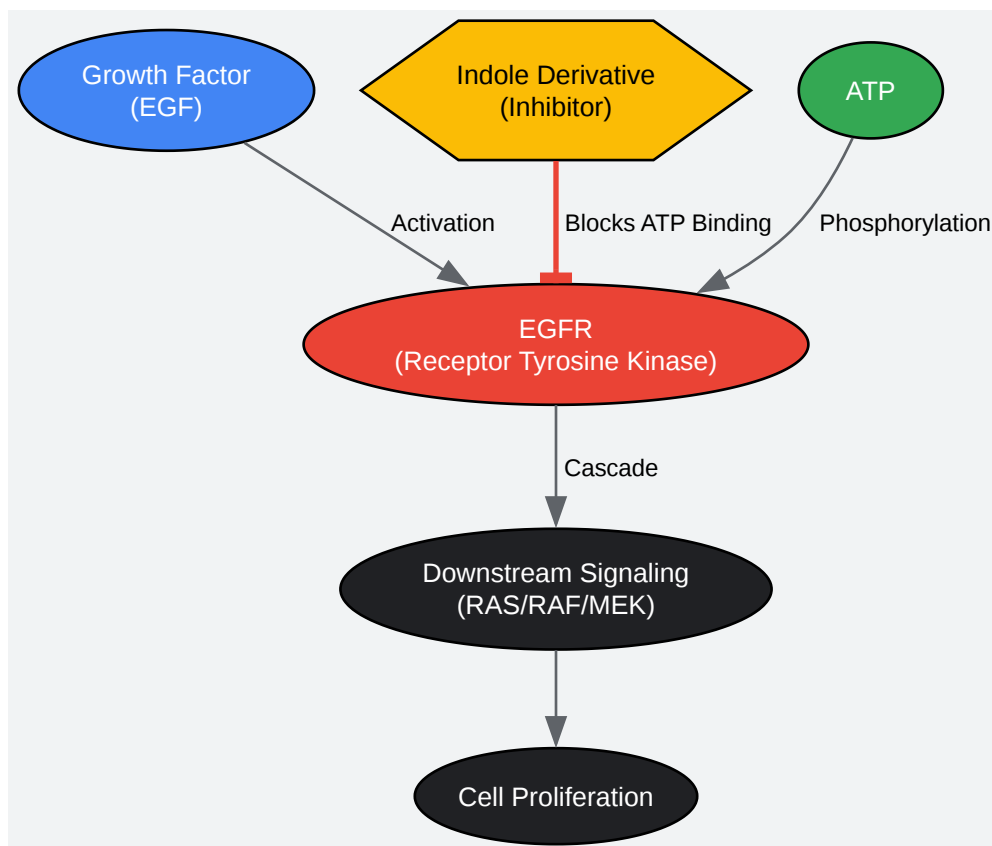 Growth Factor
(EGF)
Indole Derivative
(Inhibitor)
ATP
Activation
Blocks ATP Binding
Phosphorylation
EGFR
(Receptor Tyrosine Kinase)
Cascade
Downstream Signaling
(RAS/RAF/MEK)
Cell Proliferation